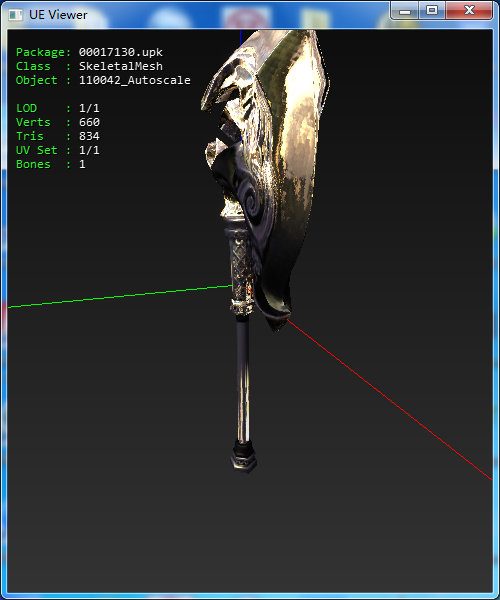 UE Viewer
Package: 00017130.upk
Class  : SkeletalMesh
Object : 110042_Autoscale
LOD    : 1/1
Verts  : 660
Tris   : 834
UV Set : 1/1
Bones  : 1